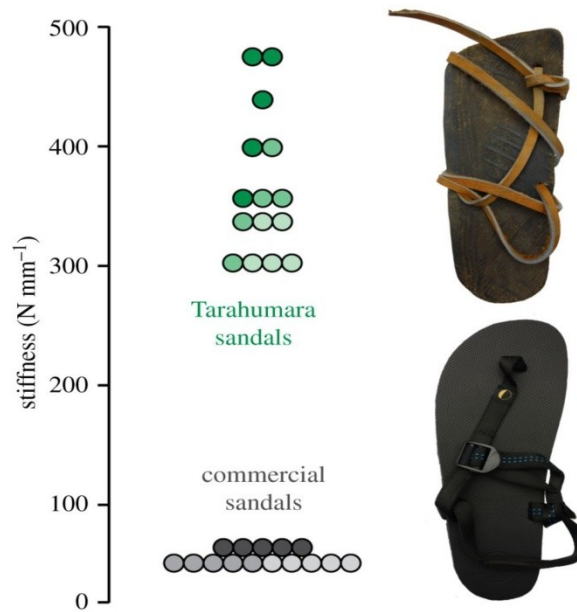 500
400
300
200
100
0
stiffness (N mm⁻¹)
Tarahumara
sandals
commercial
sandals